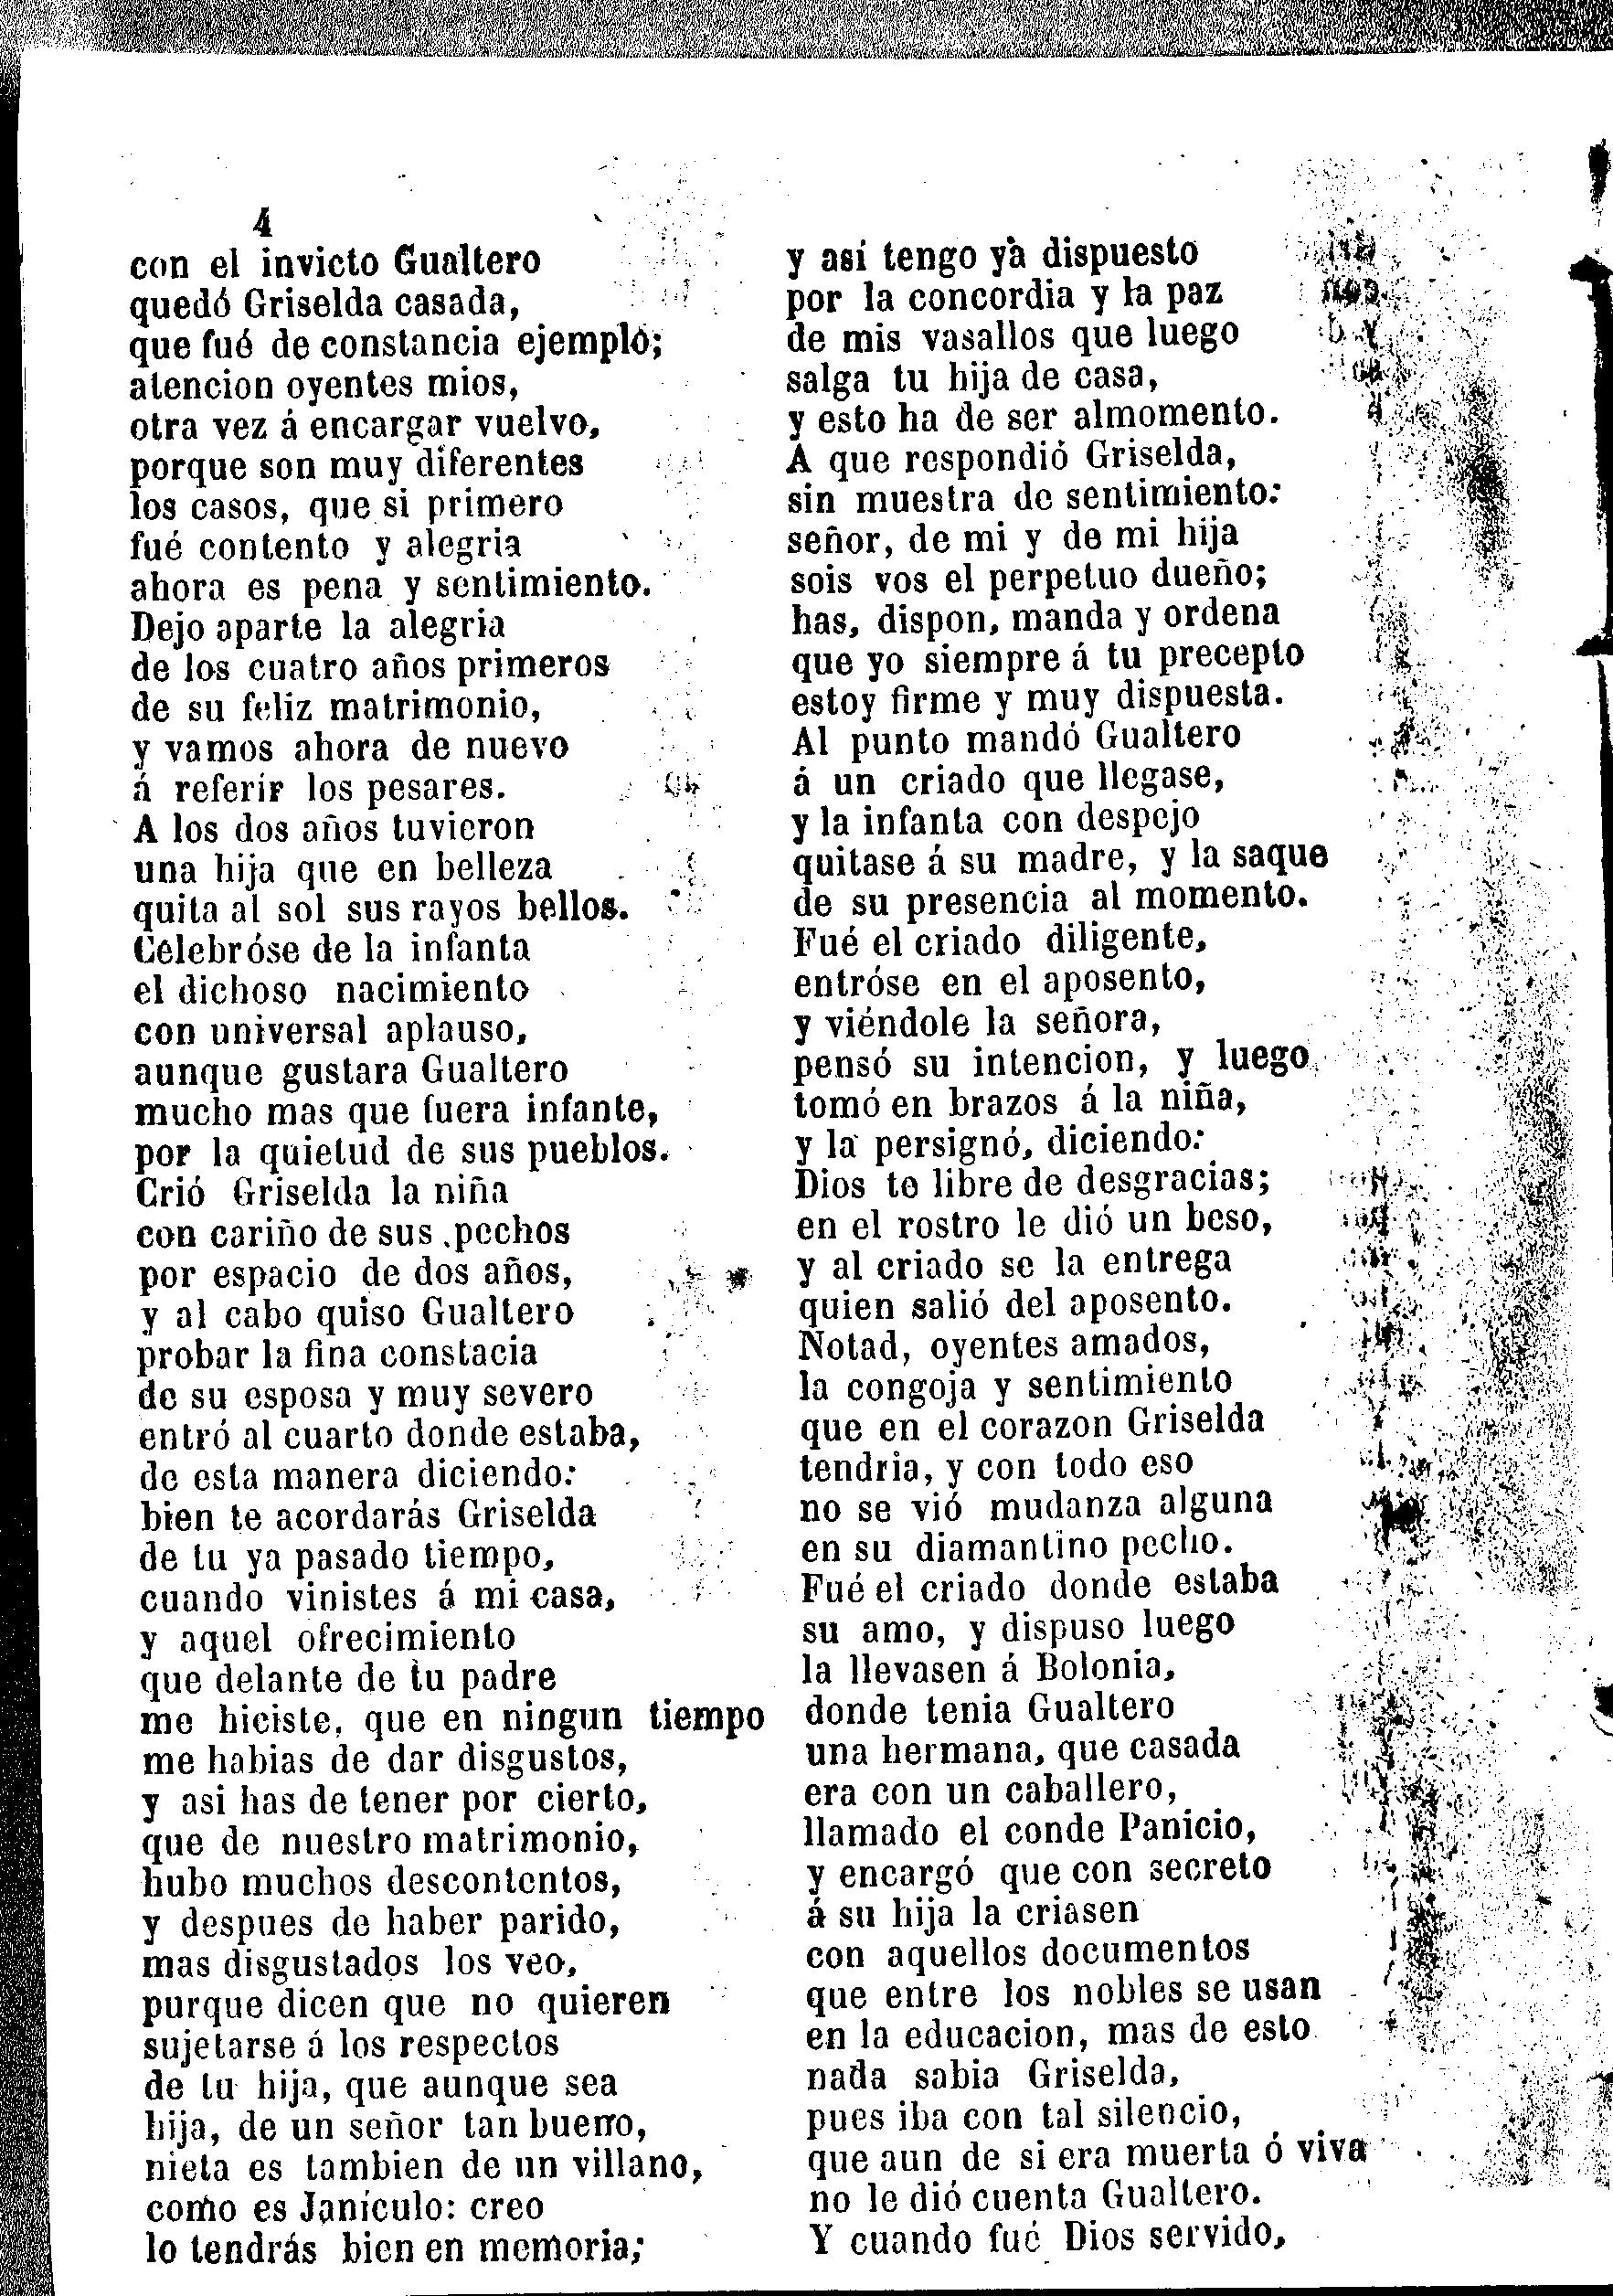 4
con el invicto Gualtero
quedó Griselda casada,
que fué de constancia ejemplo;
atencion oyentes mios,
otra vez á encargar vuelvo,
porque son muy diferentes
los casos, que si primero
fué contento y alegria
ahora es pena y sentimiento.
Dejo aparte la alegria
de los cuatro años primeros
de su feliz matrimonio,
y vamos ahora de nuevo
á referir los pesares.
A los dos años tuvieron
una hija que en belleza
quita al sol sus rayos bellos.
Celebróse de la infanta
el dichoso nacimiento
con universal aplauso,
aunque gustara Gualtero
mucho mas que fuera infante,
por la quietud de sus pueblos.
Crió Griselda la niña
con cariño de sus pechos
por espacio de dos años,
y al cabo quiso Gualtero
probar la fina constacia
de su esposa y muy severo
entró al cuarto donde estaba,
de esta manera diciendo:
bien te acordarás Griselda
de tu ya pasado tiempo,
cuando vinistes á mi casa,
y aquel ofrecimiento
que delante de tu padre
me hiciste, que en ningun tiempo
me habias de dar disgustos,
y asi has de tener por cierto,
que de nuestro matrimonio,
hubo muchos descontentos,
y despues de haber parido,
mas disgustados los veo,
purque dicen que no quieren
sujetarse á los respectos
de tu hija, que aunque sea
hija, de un señor tan bueno,
nieta es tambien de un villano,
como es Janículo: creo
lo tendrás bien en memoria;
y así tengo ya dispuesto
por la concordia y la paz
de mis vasallos que luego
salga tu hija de casa,
y esto ha de ser almomento.
A que respondió Griselda,
sin muestra de sentimiento:
señor, de mi y de mi hija
sois vos el perpetuo dueño;
has, dispon, manda y ordena
que yo siempre á tu precepto
estoy firme y muy dispuesta.
Al punto mandó Gualtero
á un criado que llegase,
y la infanta con despejo
quitase á su madre, y la saque
de su presencia al momento.
Fué el criado diligente,
entróse en el aposento,
y viéndole la señora,
pensó su intencion, y luego
tomó en brazos á la niña,
y la persignó, diciendo:
Dios te libre de desgracias;
en el rostro le dió un beso,
y al criado se la entrega
quien salió del aposento.
Notad, oyentes amados,
la congoja y sentimiento
que en el corazon Griselda
tendria, y con todo eso
no se vió mudanza alguna
en su diamantino pecho.
Fué el criado donde estaba
su amo, y dispuso luego
la llevasen á Bolonia,
donde tenia Gualtero
una hermana, que casada
era con un caballero,
llamado el conde Panicio,
y encargó que con secreto
á su hija la criasen
con aquellos documentos
que entre los nobles se usan
en la educacion, mas de esto
nada sabia Griselda,
pues iba con tal silencio,
que aun de si era muerta ó viva
no le dió cuenta Gualtero.
Y cuando fué Dios servido,